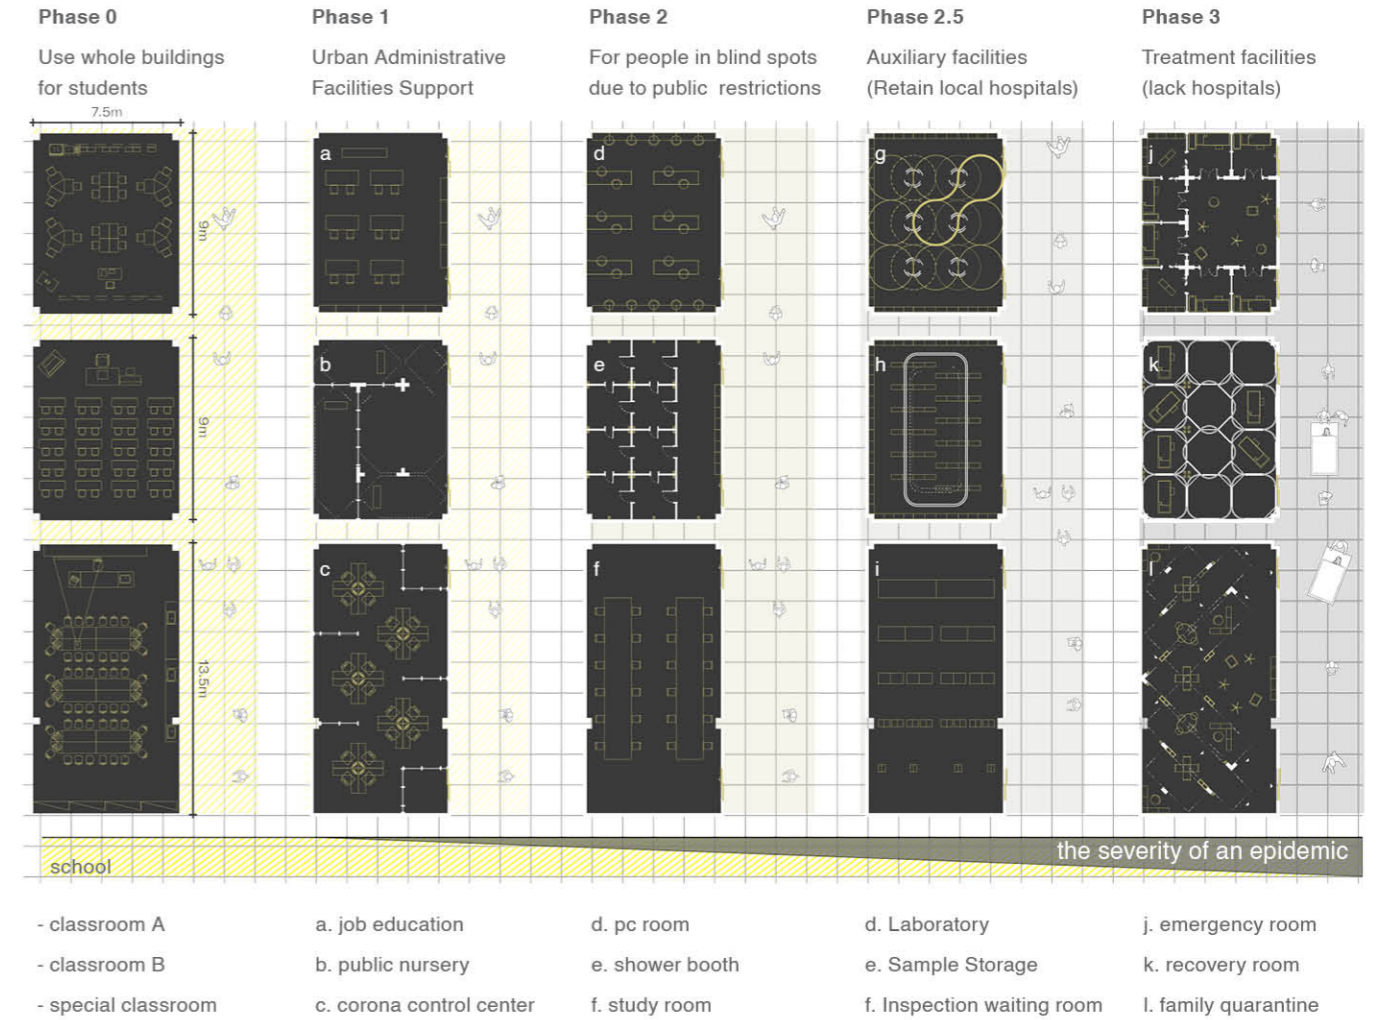 Phase 0
Use whole buildings
for students
Phase 1
Urban Administrative
Facilities Support
Phase 2
For people in blind spots
due to public restrictions
Phase 2.5
Auxiliary facilities
(Retain local hospitals)
Phase 3
Treatment facilities
(lack hospitals)
7.5m
9m
9m
13.5m
a
b
c
d
e
f
g
h
i
j
k
l
school
the severity of an epidemic
- classroom A
- classroom B
- special classroom
a. job education
b. public nursery
c. corona control center
d. pc room
e. shower booth
f. study room
d. Laboratory
e. Sample Storage
f. Inspection waiting room
j. emergency room
k. recovery room
l. family quarantine